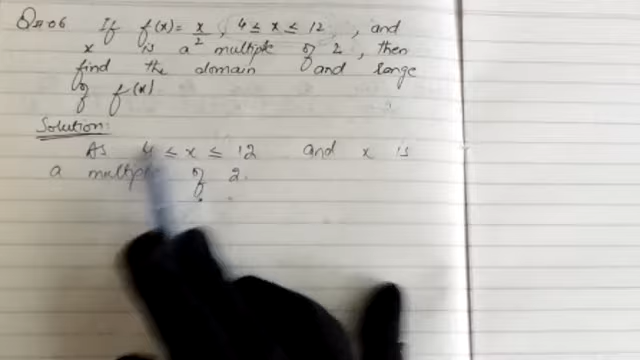 Que 06 If f(x) = x/2, 4 ≤ x ≤ 12, and
x is a multiple of 2, then
find the domain and range
of f(x)
Solution:
As 4 ≤ x ≤ 12 and x is
a multiple of 2.